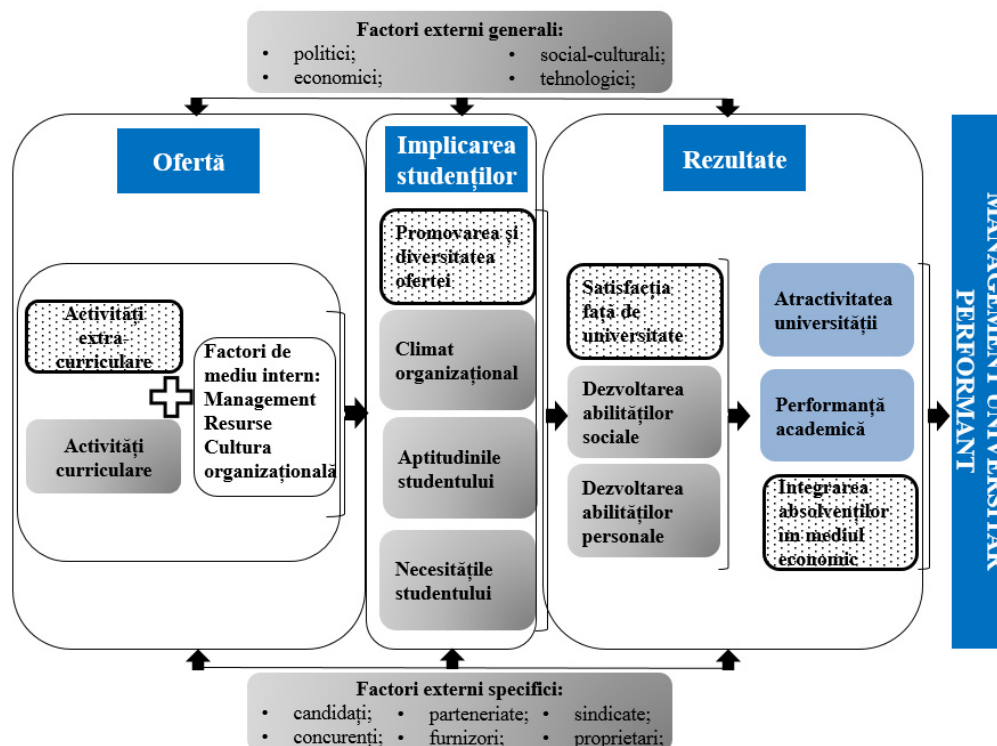 Factori externi generali:
• politici;
• economici;
• social-culturali;
• tehnologici;
Ofertă
Activități
extra-
curriculare
Activități
curriculare
Factori de
mediu intern:
Management
Resurse
Cultura
organizațională
Implicarea
studenților
Promovarea și
diversitatea
ofertei
Climat
organizațional
Aptitudinile
studentului
Necesitățile
studentului
Rezultate
Satisfacția
față de
universitate
Dezvoltarea
abilităților
sociale
Dezvoltarea
abilităților
personale
Atractivitatea
universității
Performanță
academică
Integrarea
absolvenților
îm mediul
economic
MANAGEMENT UNIVERSITAR
PERFORMANT
Factori externi specifici:
• candidați;
• concurenți;
• parteneriate;
• furnizori;
• sindicate;
• proprietari;